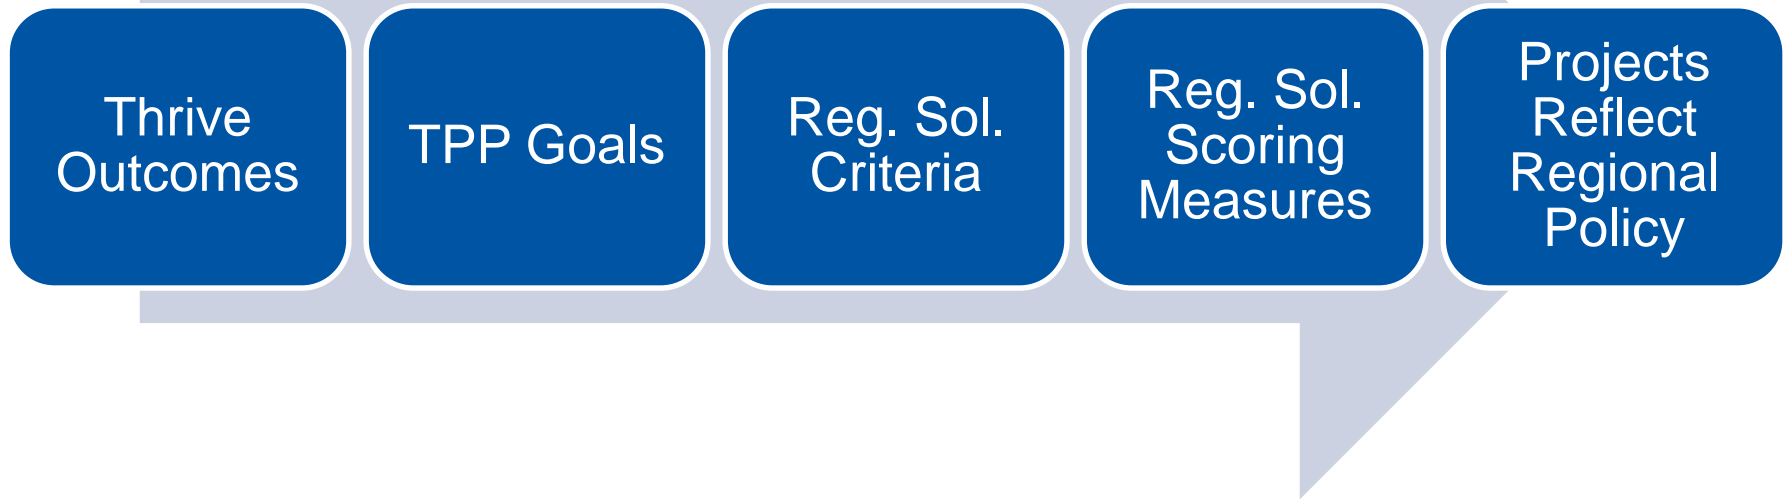 Thrive
Outcomes
TPP Goals
Reg. Sol.
Criteria
Reg. Sol.
Scoring
Measures
Projects
Reflect
Regional
Policy